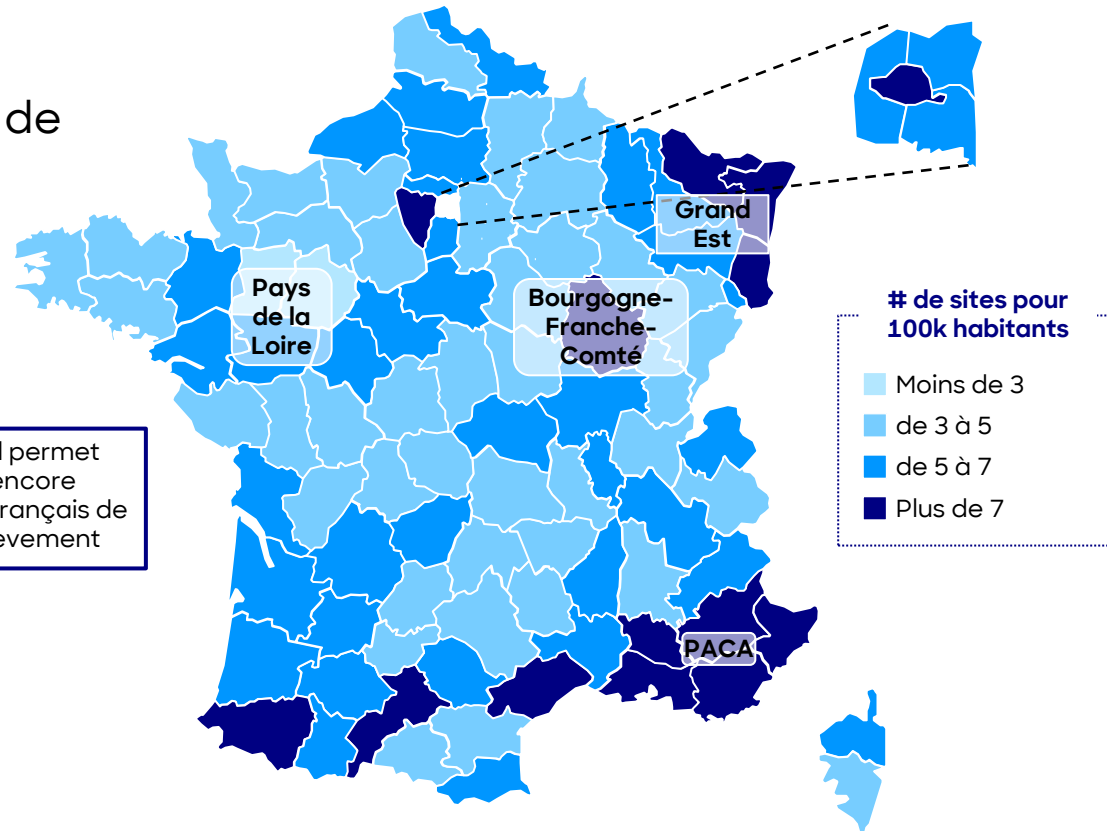 de
Grand
Est
Pays
de la
Loire
Bourgogne-
Franche-
Comté
# de sites pour
100k habitants
Moins de 3
de 3 à 5
de 5 à 7
Plus de 7
permet
encore
rançais de
PACA